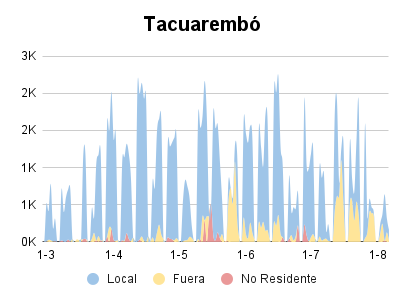 Tacuarembó
3K
2K
2K
1K
1K
0K
1-3 1-4 1-5 1-6 1-7 1-8
Local Fuera No Residente